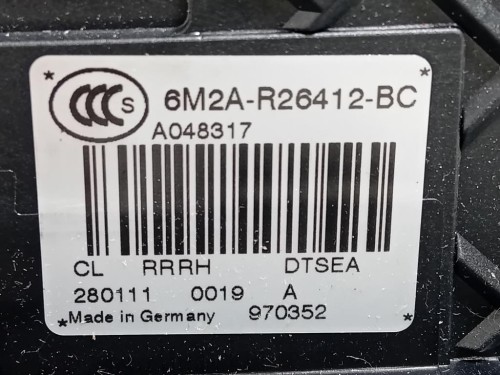 CCC S 6M2A-R26412-BC
A048317
CL RRRH DTSEA
280111 0019 A
*Made in Germany 970352 *